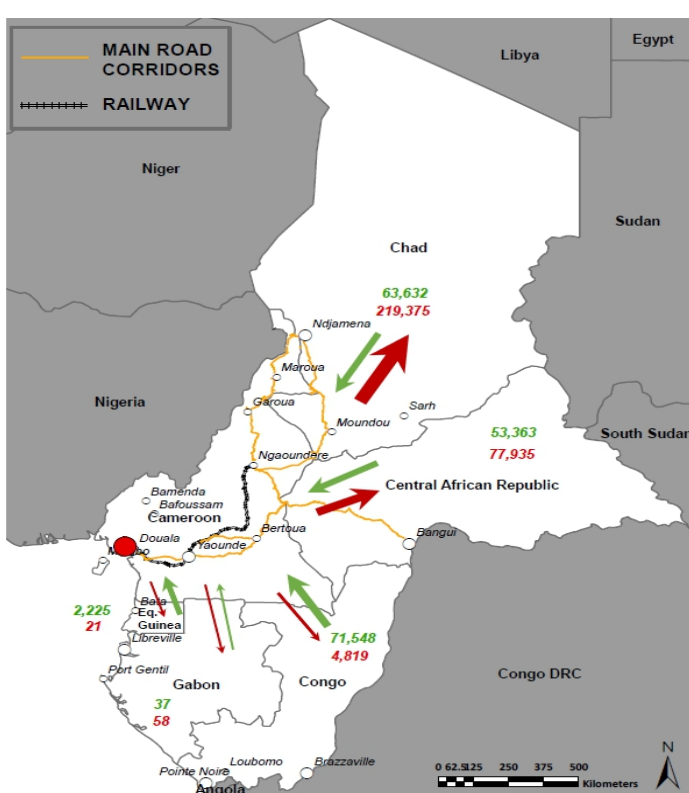 MAIN ROAD
CORRIDORS
RAILWAY
Egypt
Libya
Niger
Sudan
Chad
63,632
219,375
Ndjamena
Maroua
Nigeria
Garoua
Sarh
Moundou
53,363
South Sudan
77,935
Ngaoundere
Central African Republic
Bamenda
Bafoussam
Cameroon
Bertoua
Bangui
Douala
Yaounde
Bata
2,225
Eq.
21
Guinea
Libreville
71,548
4,819
Port Gentil
Congo DRC
Gabon
Congo
37
58
N
Loubomo
Brazzaville
Pointe Noire
Angola
0 62.5125 250 375 500
Kilometers